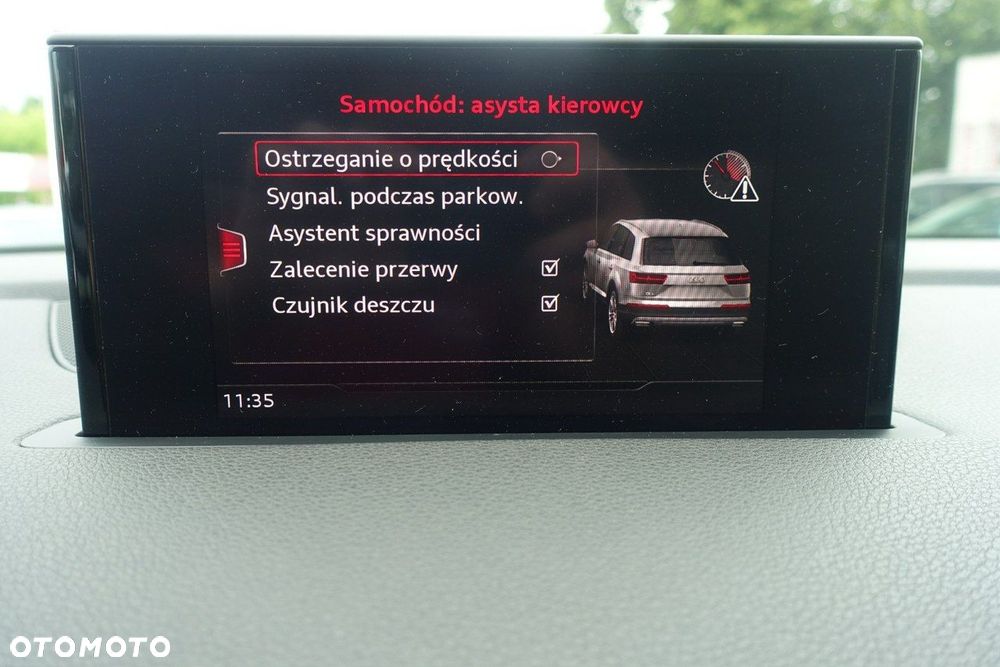 Samochód: asysta kierowcy
Ostrzeganie o prędkości
Sygnal. podczas parkow.
Asystent sprawności
Zalecenie przerwy
Czujnik deszczu
11:35
OTOMOTO